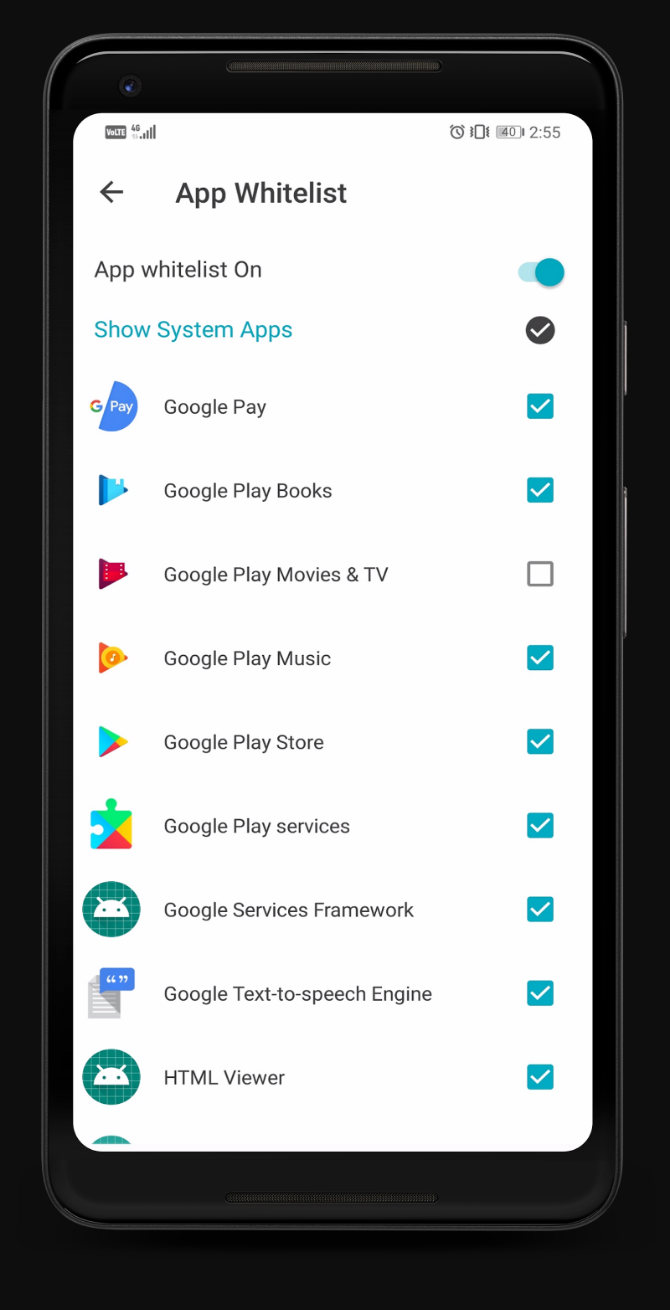 VoLTE 4G 40 2:55
App Whitelist
App whitelist On
Show System Apps
G Pay Google Pay
Google Play Books
Google Play Movies & TV
Google Play Music
Google Play Store
Google Play services
Google Services Framework
“ ” Google Text-to-speech Engine
HTML Viewer